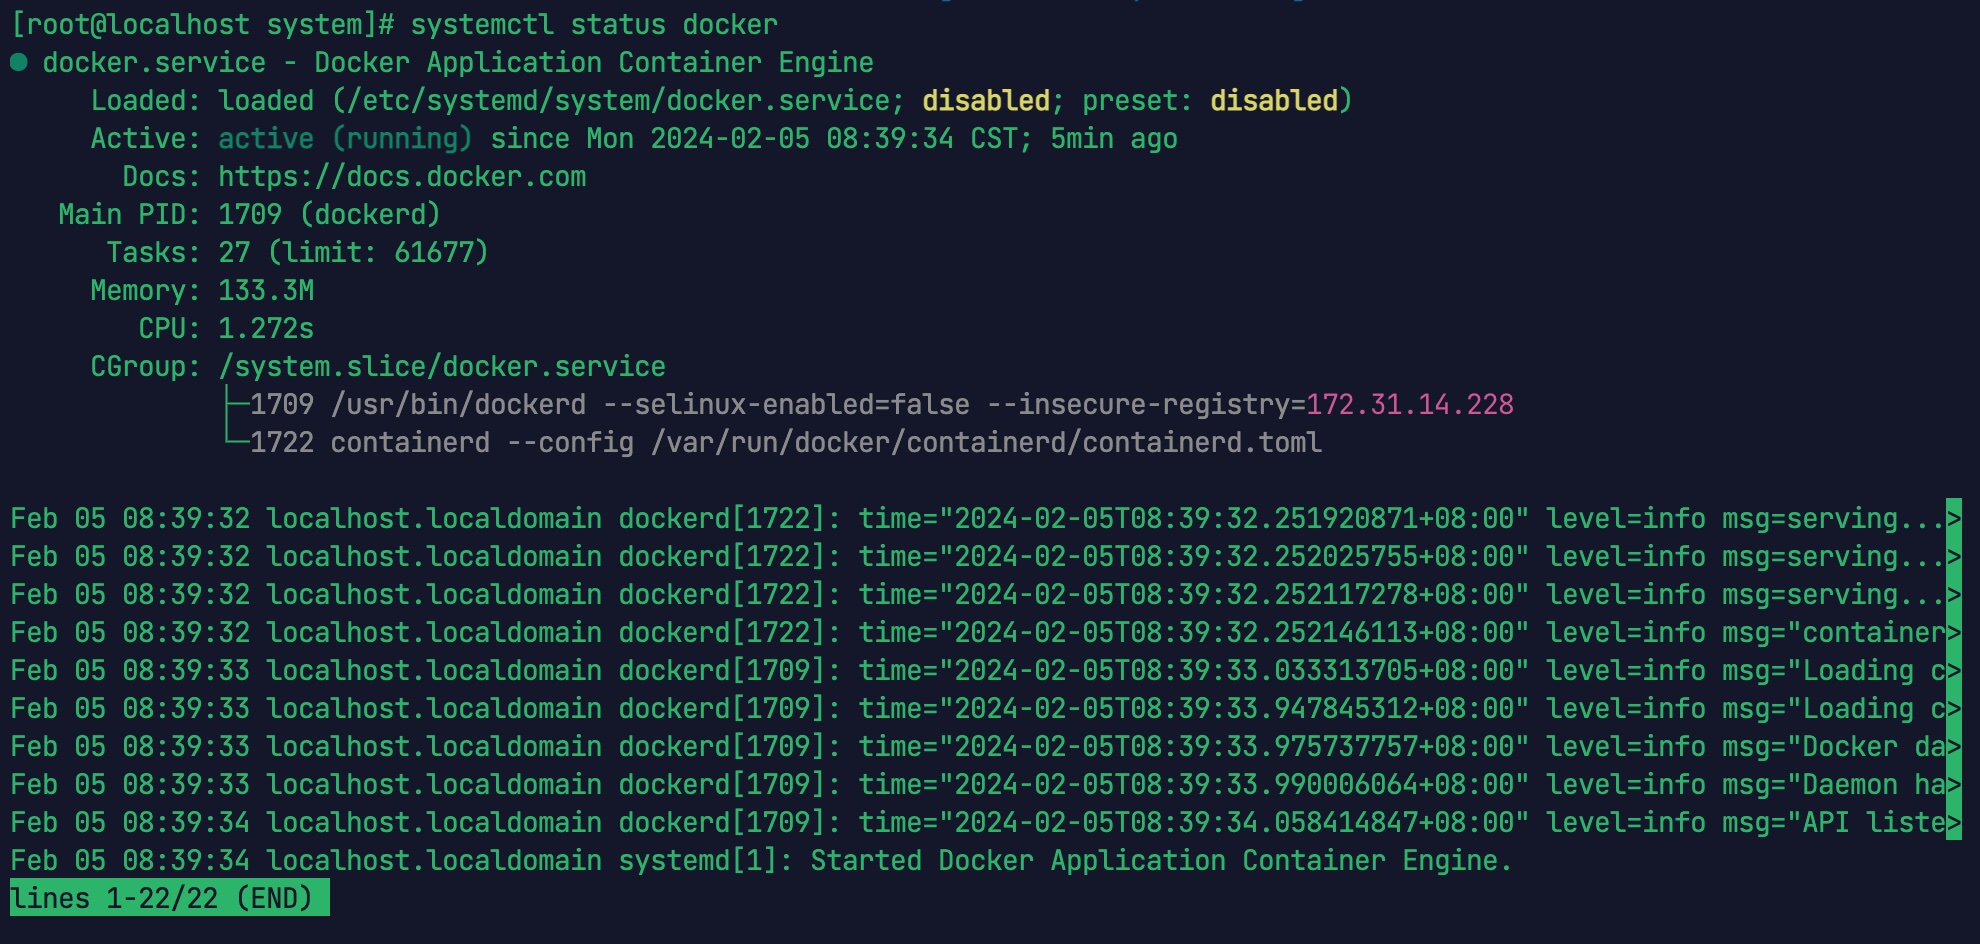 [root@localhost system]# systemctl status docker
● docker.service - Docker Application Container Engine
     Loaded: loaded (/etc/systemd/system/docker.service; disabled; preset: disabled)
     Active: active (running) since Mon 2024-02-05 08:39:34 CST; 5min ago
       Docs: https://docs.docker.com
   Main PID: 1709 (dockerd)
      Tasks: 27 (limit: 61677)
     Memory: 133.3M
        CPU: 1.272s
     CGroup: /system.slice/docker.service
             ├─1709 /usr/bin/dockerd --selinux-enabled=false --insecure-registry=172.31.14.228
             └─1722 containerd --config /var/run/docker/containerd/containerd.toml
Feb 05 08:39:32 localhost.localdomain dockerd[1722]: time="2024-02-05T08:39:32.251920871+08:00" level=info msg=serving...>
Feb 05 08:39:32 localhost.localdomain dockerd[1722]: time="2024-02-05T08:39:32.252025755+08:00" level=info msg=serving...>
Feb 05 08:39:32 localhost.localdomain dockerd[1722]: time="2024-02-05T08:39:32.252117278+08:00" level=info msg=serving...>
Feb 05 08:39:32 localhost.localdomain dockerd[1722]: time="2024-02-05T08:39:32.252146113+08:00" level=info msg="container>
Feb 05 08:39:33 localhost.localdomain dockerd[1709]: time="2024-02-05T08:39:33.033313705+08:00" level=info msg="Loading c>
Feb 05 08:39:33 localhost.localdomain dockerd[1709]: time="2024-02-05T08:39:33.947845312+08:00" level=info msg="Loading c>
Feb 05 08:39:33 localhost.localdomain dockerd[1709]: time="2024-02-05T08:39:33.975737757+08:00" level=info msg="Docker da>
Feb 05 08:39:33 localhost.localdomain dockerd[1709]: time="2024-02-05T08:39:33.990006064+08:00" level=info msg="Daemon ha>
Feb 05 08:39:34 localhost.localdomain dockerd[1709]: time="2024-02-05T08:39:34.058414847+08:00" level=info msg="API liste>
Feb 05 08:39:34 localhost.localdomain systemd[1]: Started Docker Application Container Engine.
lines 1-22/22 (END)